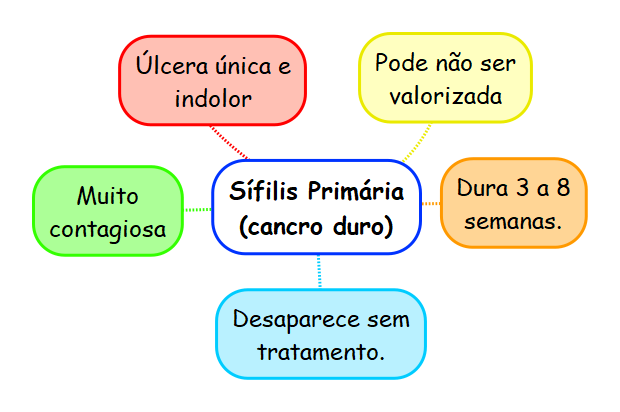 Úlcera única e
indolor
Pode não ser
valorizada
Muito
contagiosa
Sífilis Primária
(cancro duro)
Dura 3 a 8
semanas.
Desaparece sem
tratamento.